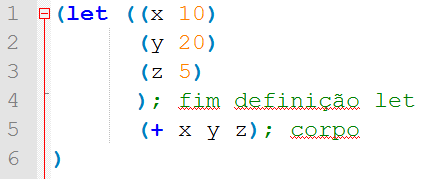 1 (let ((x 10)
2 (y 20)
3 (z 5)
4 ); fim definição let
5 (+ x y z); corpo
6 )